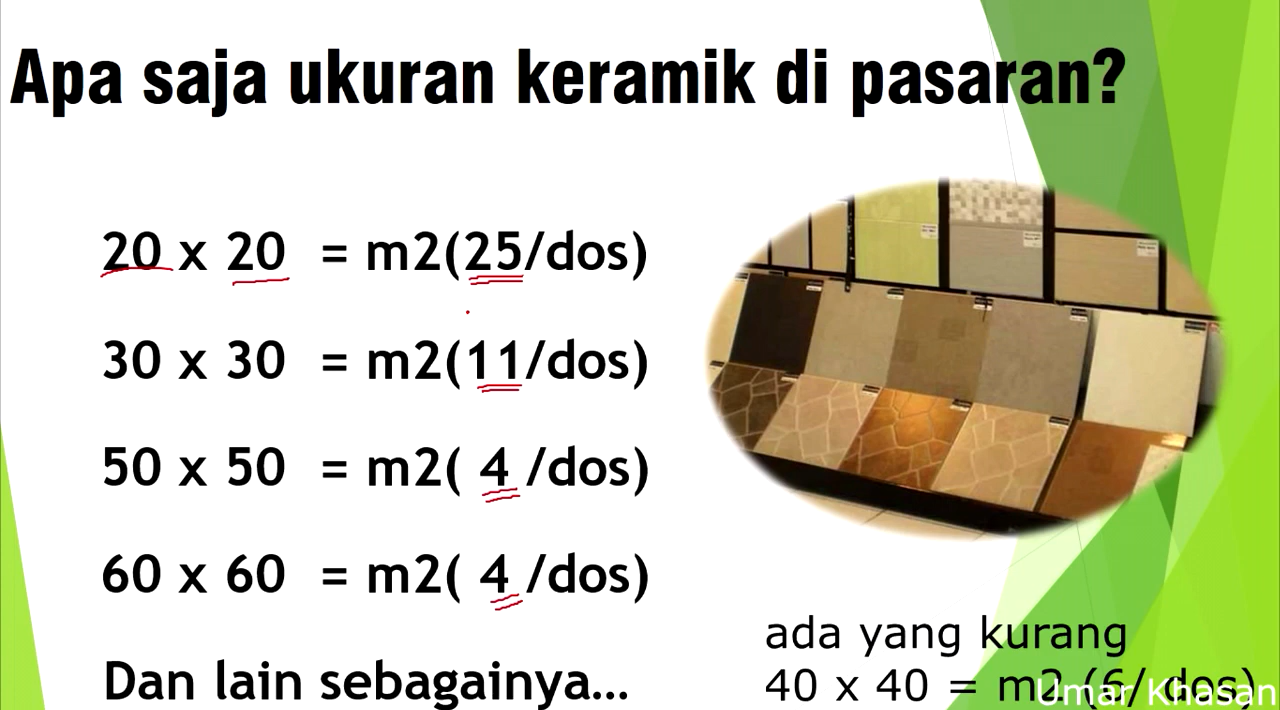 Apa saja ukuran keramik di pasaran?
20 x 20 = m2(25/dos)
30 x 30 = m2(11/dos)
50 x 50 = m2( 4 /dos)
60 x 60 = m2( 4 /dos)
Dan lain sebagainya...
ada yang kurang
40 x 40 = m2 (6/ dos)
Umar Khasan